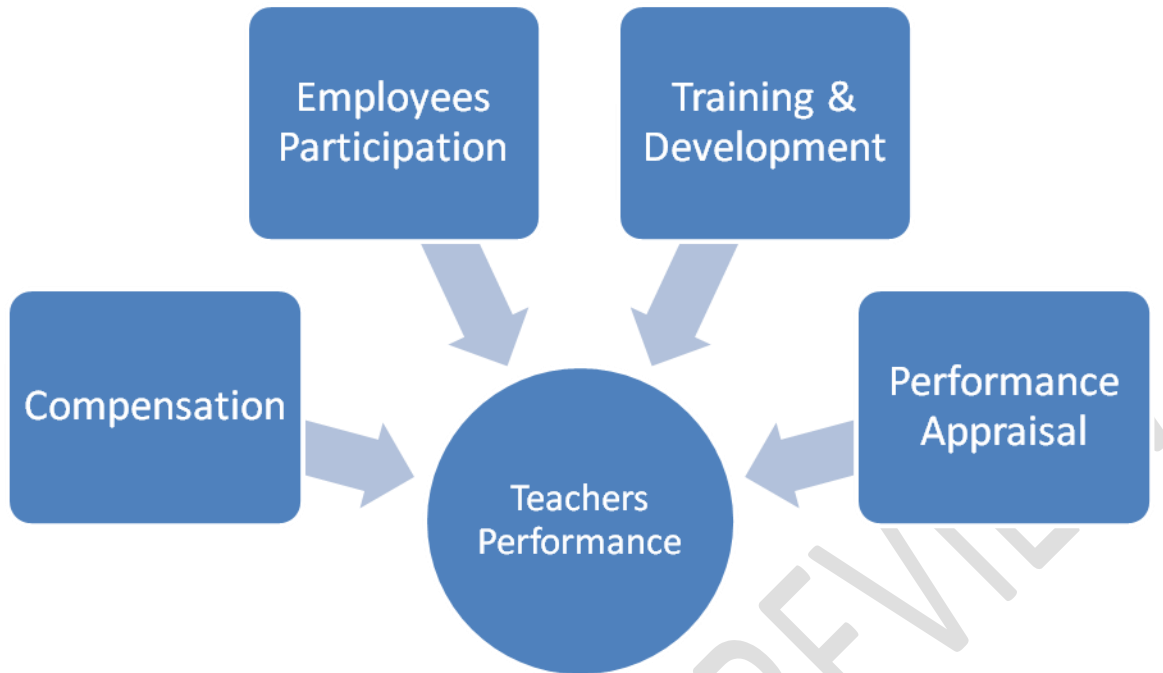 Employees
Participation
Training &
Development
Compensation
Performance
Appraisal
Teachers
Performance